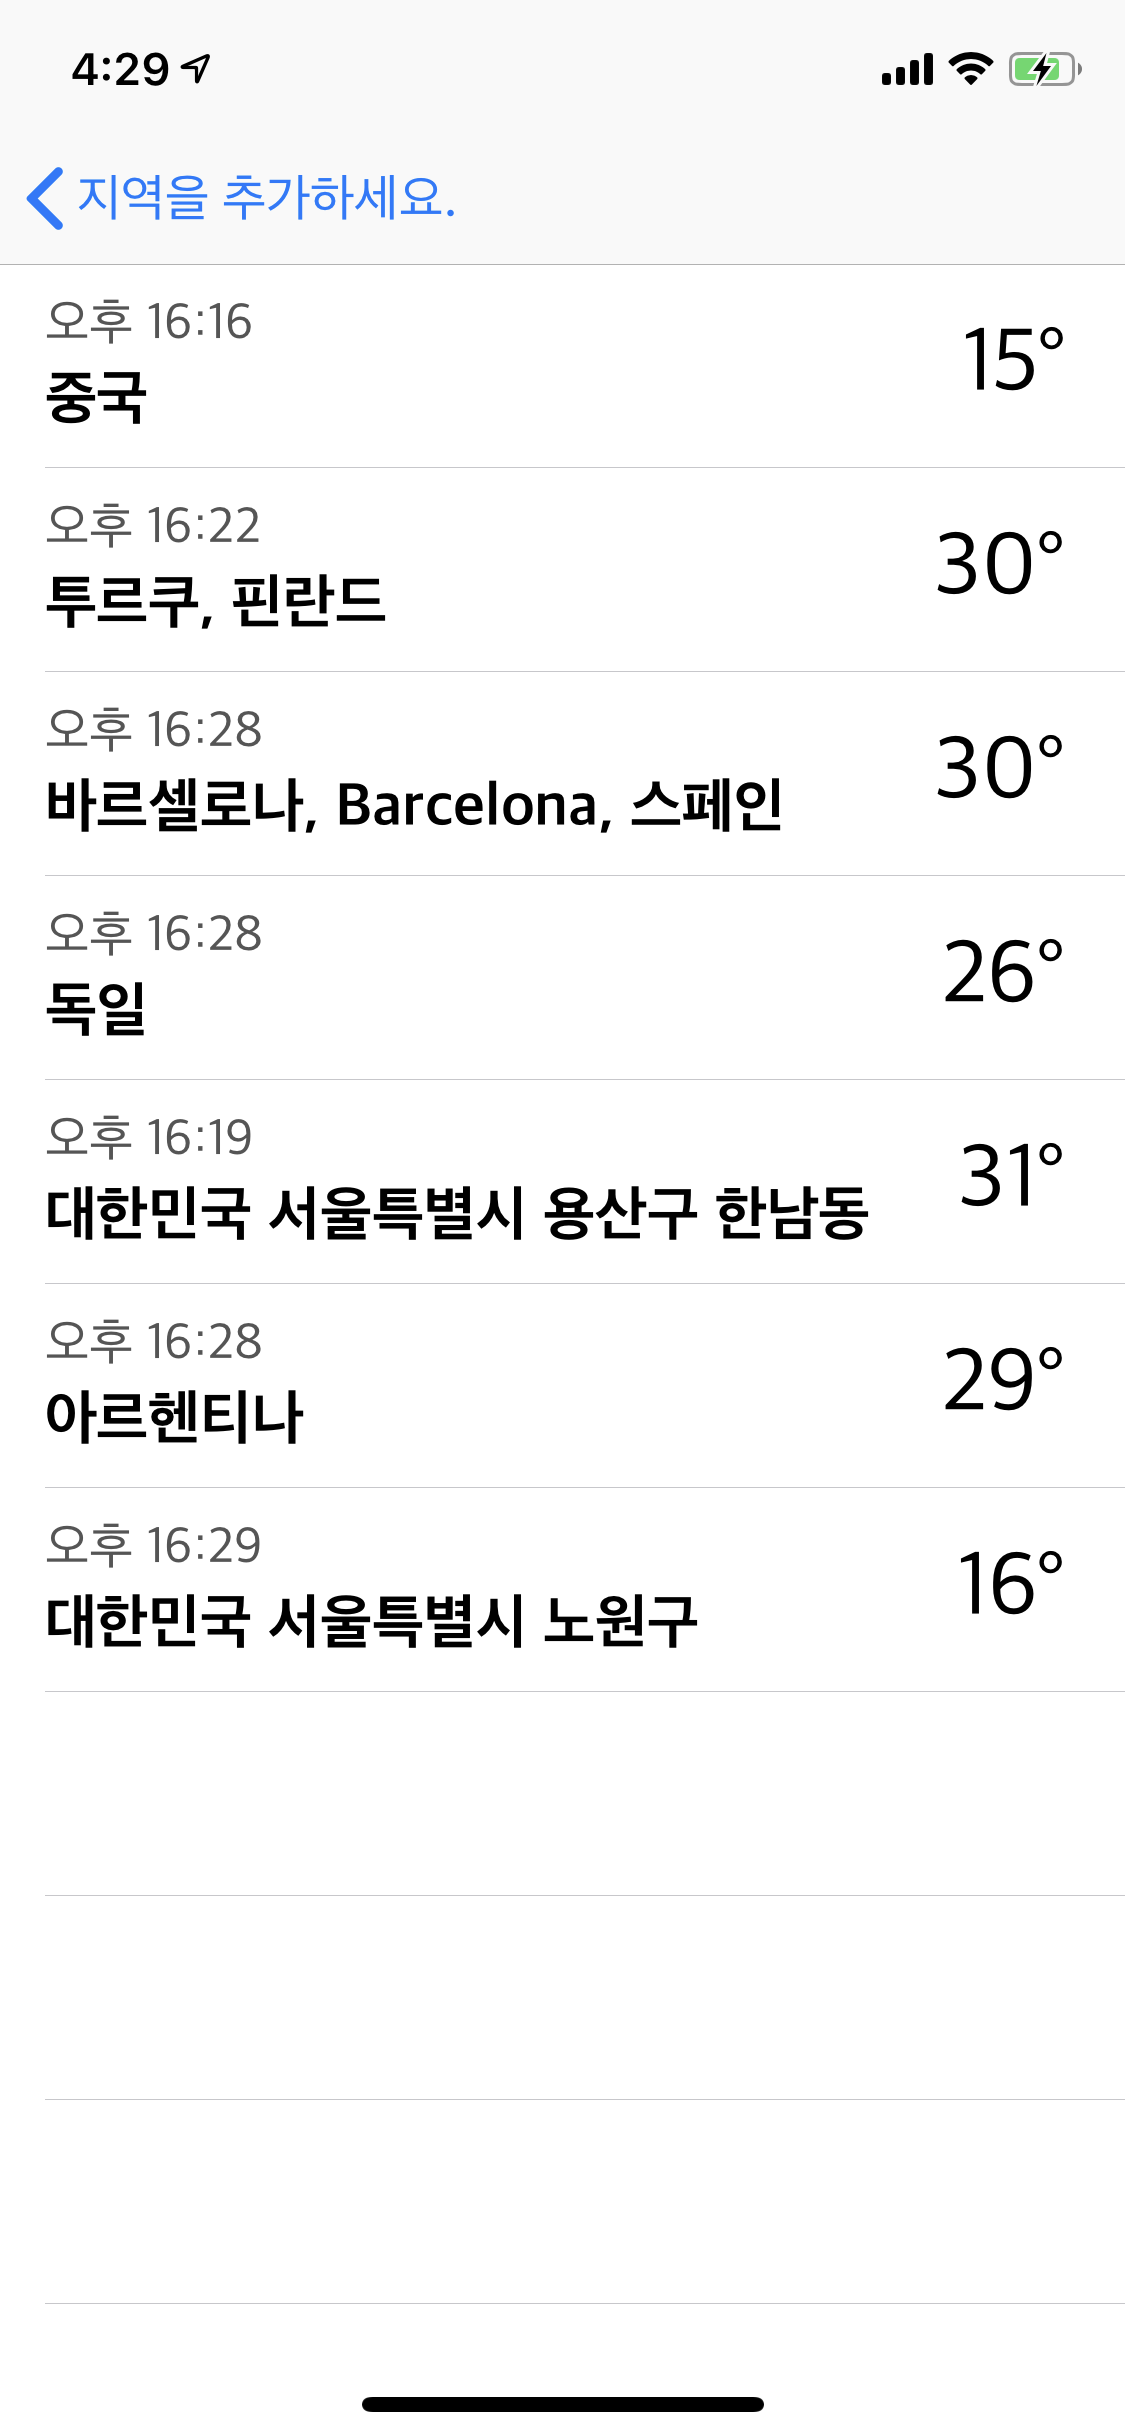 4:29
지역을 추가하세요.
오후 16:16
중국
15°
오후 16:22
투르쿠, 핀란드
30°
오후 16:28
바르셀로나, Barcelona, 스페인
30°
오후 16:28
독일
26°
오후 16:19
대한민국 서울특별시 용산구 한남동
31°
오후 16:28
아르헨티나
29°
오후 16:29
대한민국 서울특별시 노원구
16°